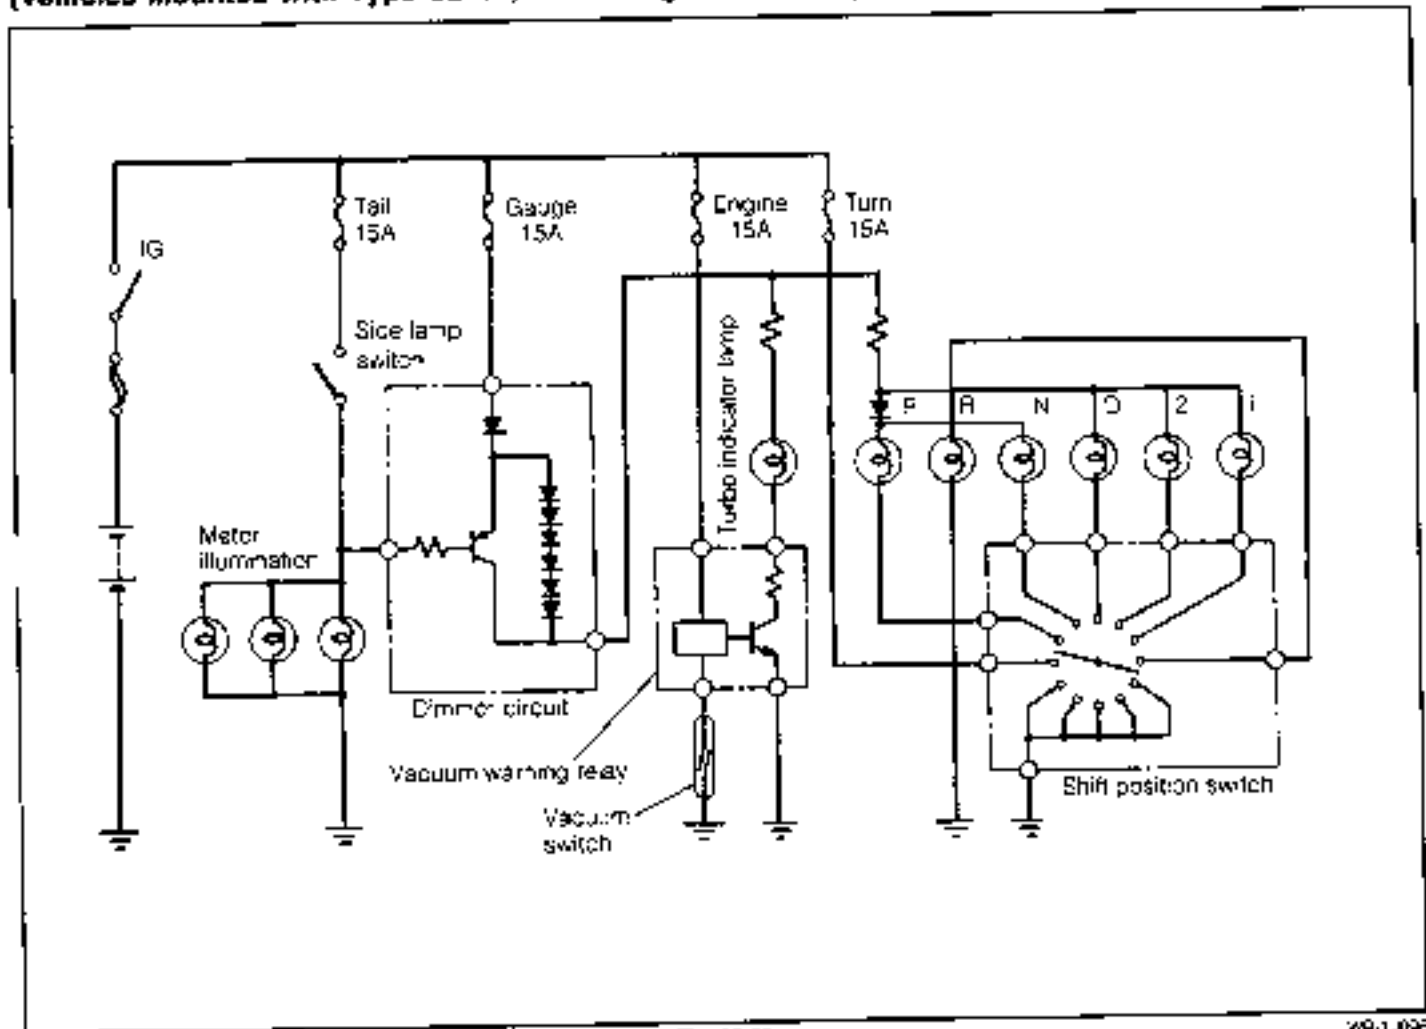 Tail
15A
Gauge
15A
Engine
15A
Turn
15A
IG
Side lamp
switch
Turbo indicator lamp
P R N D 2 1
Meter
illumination
Dimmer circuit
Vacuum warning relay
Vacuum
switch
Shift position switch